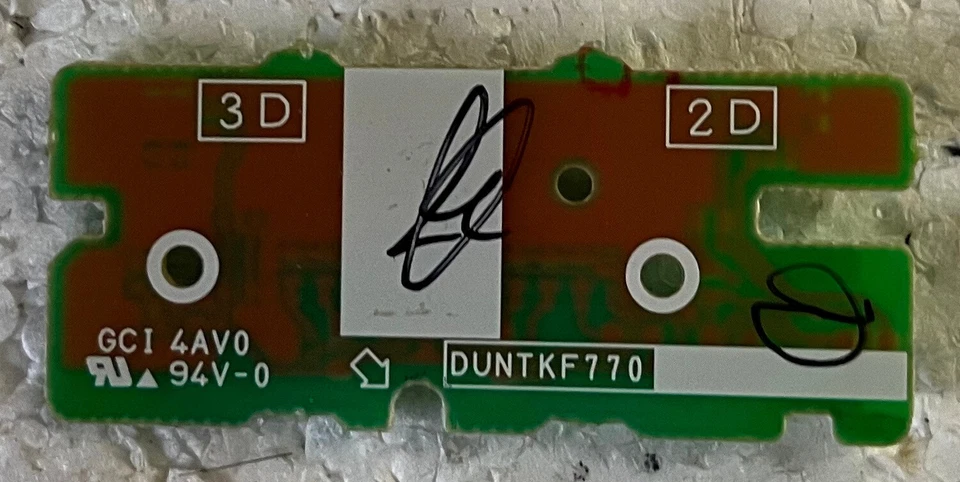 3D
2D
GCI 4AV0
94V-0
DUNTKF770